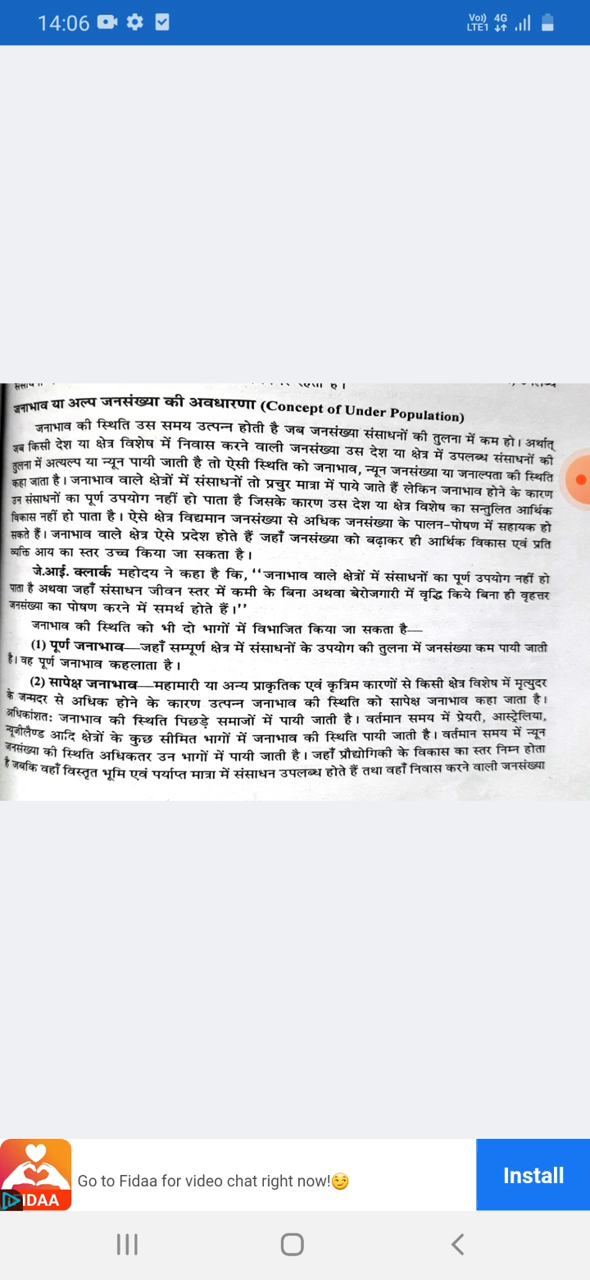 14:06
Vo)) 4G
LTE1
जनाभाव या अल्प जनसंख्या की अवधारणा (Concept of Under Population)
जनाभाव की स्थिति उस समय उत्पन्न होती है जब जनसंख्या संसाधनों की तुलना में कम हो। अर्थात्
जब किसी देश या क्षेत्र विशेष में निवास करने वाली जनसंख्या उस देश या क्षेत्र में उपलब्ध संसाधनों की
तुलना में अत्यल्प या न्यून पायी जाती है तो ऐसी स्थिति को जनाभाव, न्यून जनसंख्या या जनाल्पता की स्थिति
कहा जाता है। जनाभाव वाले क्षेत्रों में संसाधनों तो प्रचुर मात्रा में पाये जाते हैं लेकिन जनाभाव होने के कारण
उन संसाधनों का पूर्ण उपयोग नहीं हो पाता है जिसके कारण उस देश या क्षेत्र विशेष का सन्तुलित आर्थिक
विकास नहीं हो पाता है। ऐसे क्षेत्र विद्यमान जनसंख्या से अधिक जनसंख्या के पालन-पोषण में सहायक हो
सकते हैं। जनाभाव वाले क्षेत्र ऐसे प्रदेश होते हैं जहाँ जनसंख्या को बढ़ाकर ही आर्थिक विकास एवं प्रति
व्यक्ति आय का स्तर उच्च किया जा सकता है।
जे.आई. क्लार्क महोदय ने कहा है कि, ‘‘जनाभाव वाले क्षेत्रों में संसाधनों का पूर्ण उपयोग नहीं हो
पाता है अथवा जहाँ संसाधन जीवन स्तर में कमी के बिना अथवा बेरोजगारी में वृद्धि किये बिना ही वृहत्तर
जनसंख्या का पोषण करने में समर्थ होते हैं।’’
जनाभाव की स्थिति को भी दो भागों में विभाजित किया जा सकता है—
(1) पूर्ण जनाभाव—जहाँ सम्पूर्ण क्षेत्र में संसाधनों के उपयोग की तुलना में जनसंख्या कम पायी जाती
है। वह पूर्ण जनाभाव कहलाता है।
(2) सापेक्ष जनाभाव—महामारी या अन्य प्राकृतिक एवं कृत्रिम कारणों से किसी क्षेत्र विशेष में मृत्युदर
के जन्मदर से अधिक होने के कारण उत्पन्न जनाभाव की स्थिति को सापेक्ष जनाभाव कहा जाता है।
अधिकांशतः जनाभाव की स्थिति पिछड़े समाजों में पायी जाती है। वर्तमान समय में प्रेयरी, आस्ट्रेलिया,
न्यूजीलैण्ड आदि क्षेत्रों के कुछ सीमित भागों में जनाभाव की स्थिति पायी जाती है। वर्तमान समय में न्यून
जनसंख्या की स्थिति अधिकतर उन भागों में पायी जाती है। जहाँ प्रौद्योगिकी के विकास का स्तर निम्न होता
है जबकि वहाँ विस्तृत भूमि एवं पर्याप्त मात्रा में संसाधन उपलब्ध होते हैं तथा वहाँ निवास करने वाली जनसंख्या
IDAA
Go to Fidaa for video chat right now!😏
Install